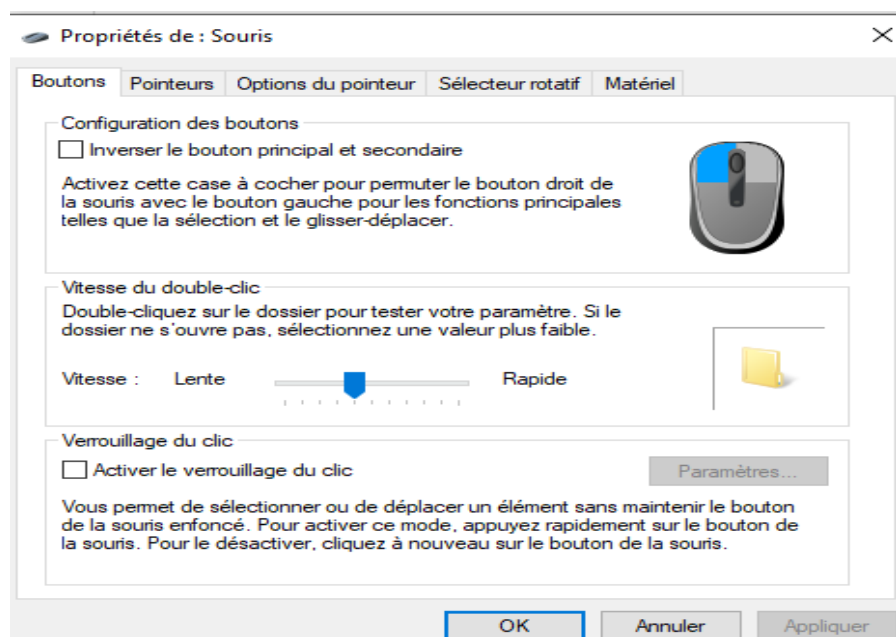 Propriétés de : Souris
Boutons Pointeurs Options du pointeur Sélecteur rotatif Matériel
Configuration des boutons
Inverser le bouton principal et secondaire
Activez cette case à cocher pour permuter le bouton droit de
la souris avec le bouton gauche pour les fonctions principales
telles que la sélection et le glisser-déplacer.
Vitesse du double-clic
Double-cliquez sur le dossier pour tester votre paramètre. Si le
dossier ne s'ouvre pas, sélectionnez une valeur plus faible.
Vitesse : Lente Rapide
Verrouillage du clic
Activer le verrouillage du clic Paramètres...
Vous permet de sélectionner ou de déplacer un élément sans maintenir le bouton
de la souris enfoncé. Pour activer ce mode, appuyez rapidement sur le bouton de
la souris. Pour le désactiver, cliquez à nouveau sur le bouton de la souris.
OK Annuler Appliquer